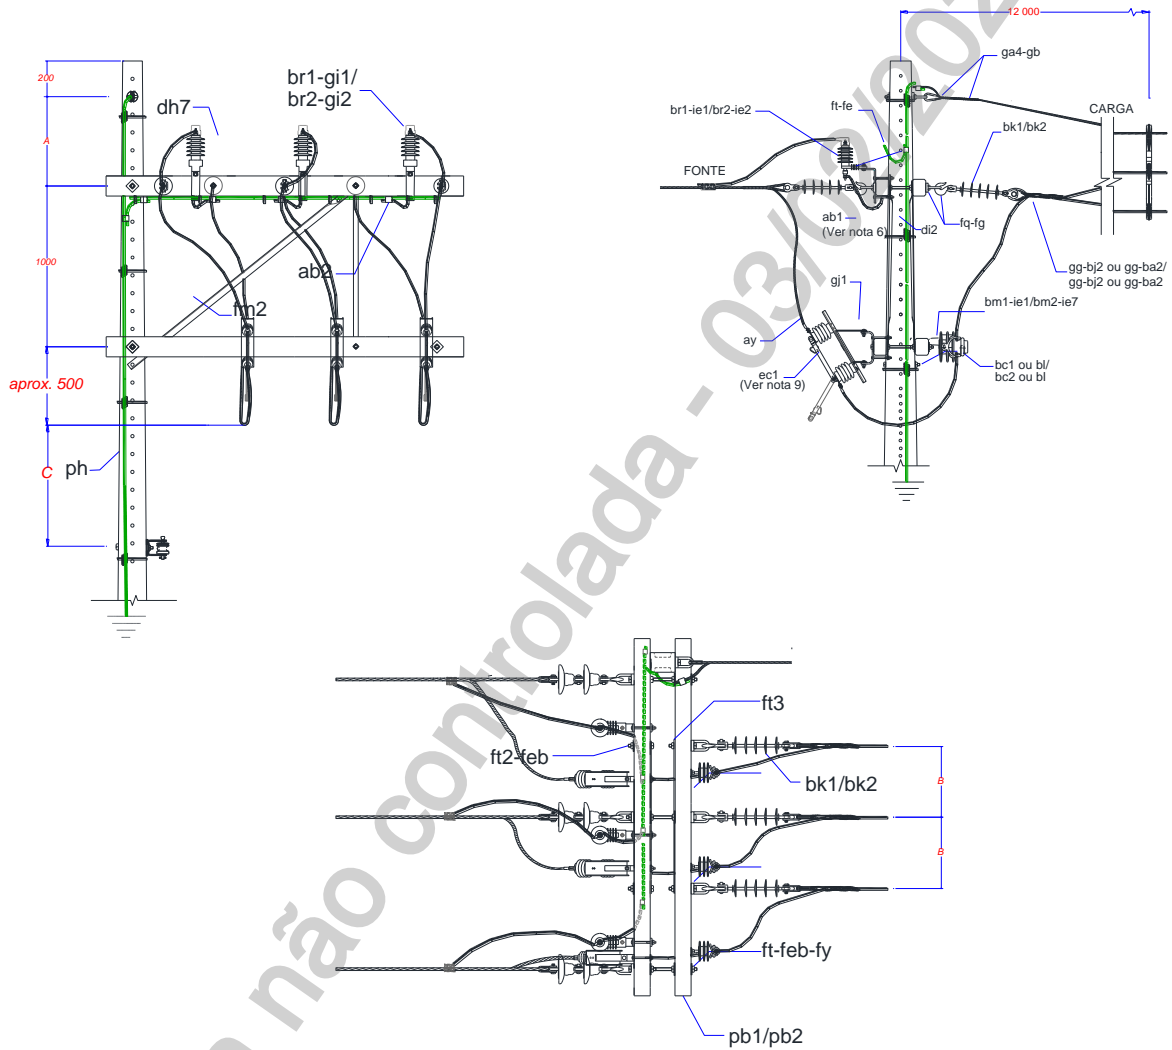 200
A
1000
aprox. 500
C
dh7
br1-gi1/
br2-gi2
ab2
fm2
ph
12 000
ga4-gb
br1-ie1/br2-ie2
ft-fe
CARGA
bk1/bk2
FONTE
ab1
(Ver nota 6)
di2
fq-fg
gj1
gg-bj2 ou gg-ba2/
gg-bj2 ou gg-ba2
bm1-ie1/bm2-ie7
ay
ec1
(Ver nota 9)
bc1 ou bl/
bc2 ou bl
ft3
ft2-feb
bk1/bk2
B
B
ft-feb-fy
pb1/pb2
não controlada - 03/02/202